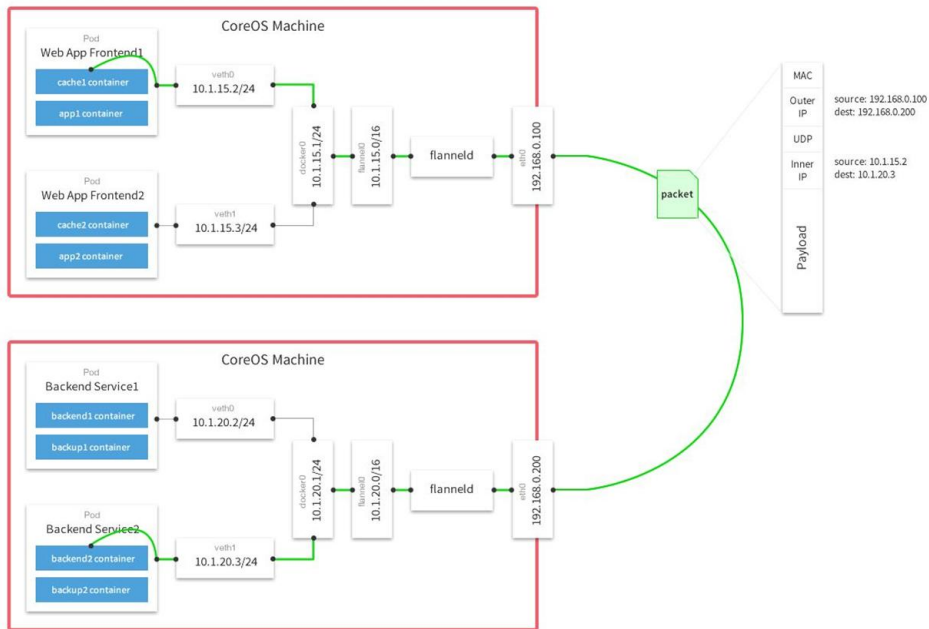 CoreOS Machine
Pod
Web App Frontend1
cache1 container
app1 container
veth0
10.1.15.2/24
Pod
Web App Frontend2
cache2 container
app2 container
veth1
10.1.15.3/24
docker0
10.1.15.1/24
flannel0
10.1.15.0/16
flanneld
eth0
192.168.0.100
packet
MAC
Outer
IP
source: 192.168.0.100
dest: 192.168.0.200
UDP
Inner
IP
source: 10.1.15.2
dest: 10.1.20.3
Payload
CoreOS Machine
Pod
Backend Service1
backend1 container
backup1 container
veth0
10.1.20.2/24
Pod
Backend Service2
backend2 container
backup2 container
veth1
10.1.20.3/24
docker0
10.1.20.1/24
flannel0
10.1.20.0/16
flanneld
eth0
192.168.0.200